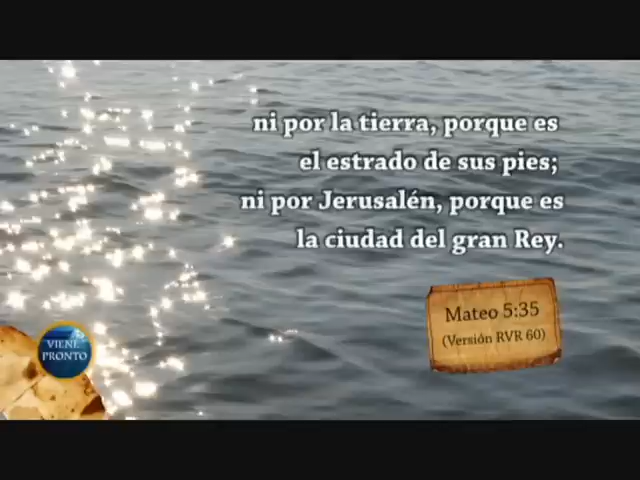 ni por la tierra, porque es
el estrado de sus pies;
ni por Jerusalén, porque es
la ciudad del gran Rey.
Mateo 5:35
(Versión RVR 60)
VIENE
PRONTO